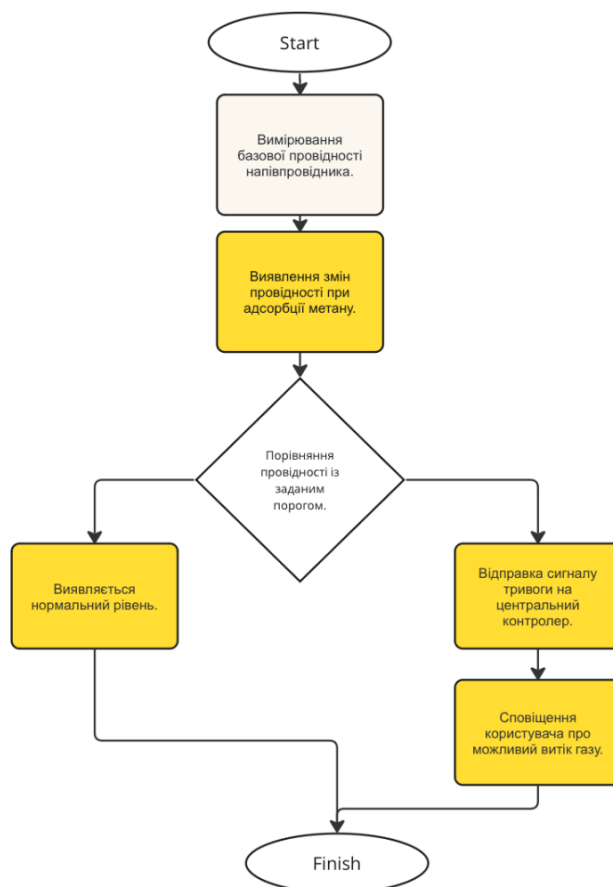 Start
Вимірювання
базової провідності
напівпровідника.
Виявлення змін
провідності при
адсорбції метану.
Порівняння
провідності із
заданим
порогом.
Виявляється
нормальний рівень.
Відправка сигналу
тривоги на
центральний
контролер.
Сповіщення
користувача про
можливий витік газу.
Finish